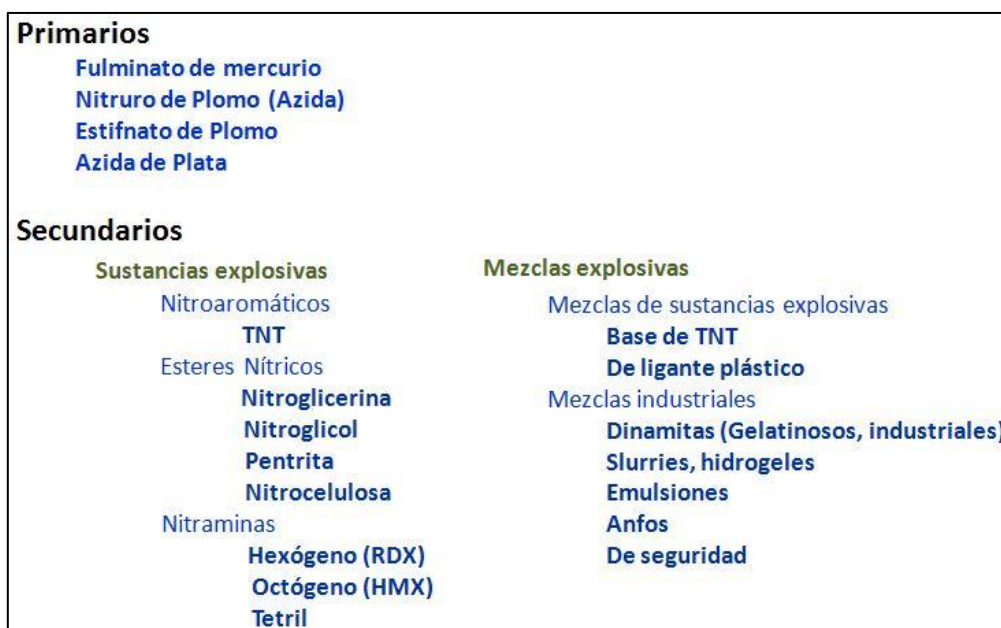 Primarios
Fulminato de mercurio
Nitruro de Plomo (Azida)
Estifnato de Plomo
Azida de Plata
Secundarios
Sustancias explosivas
Nitroaromáticos
TNT
Esteres Nítricos
Nitroglicerina
Nitroglicol
Pentrita
Nitrocelulosa
Nitraminas
Hexógeno (RDX)
Octógeno (HMX)
Tetril
Mezclas explosivas
Mezclas de sustancias explosivas
Base de TNT
De ligante plástico
Mezclas industriales
Dinamitas (Gelatinosos, industriales)
Slurries, hidrogeles
Emulsiones
Anfos
De seguridad